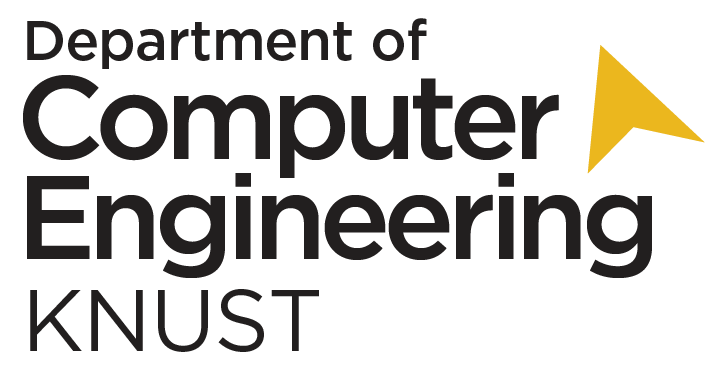 Department of
Computer
Engineering
KNUST